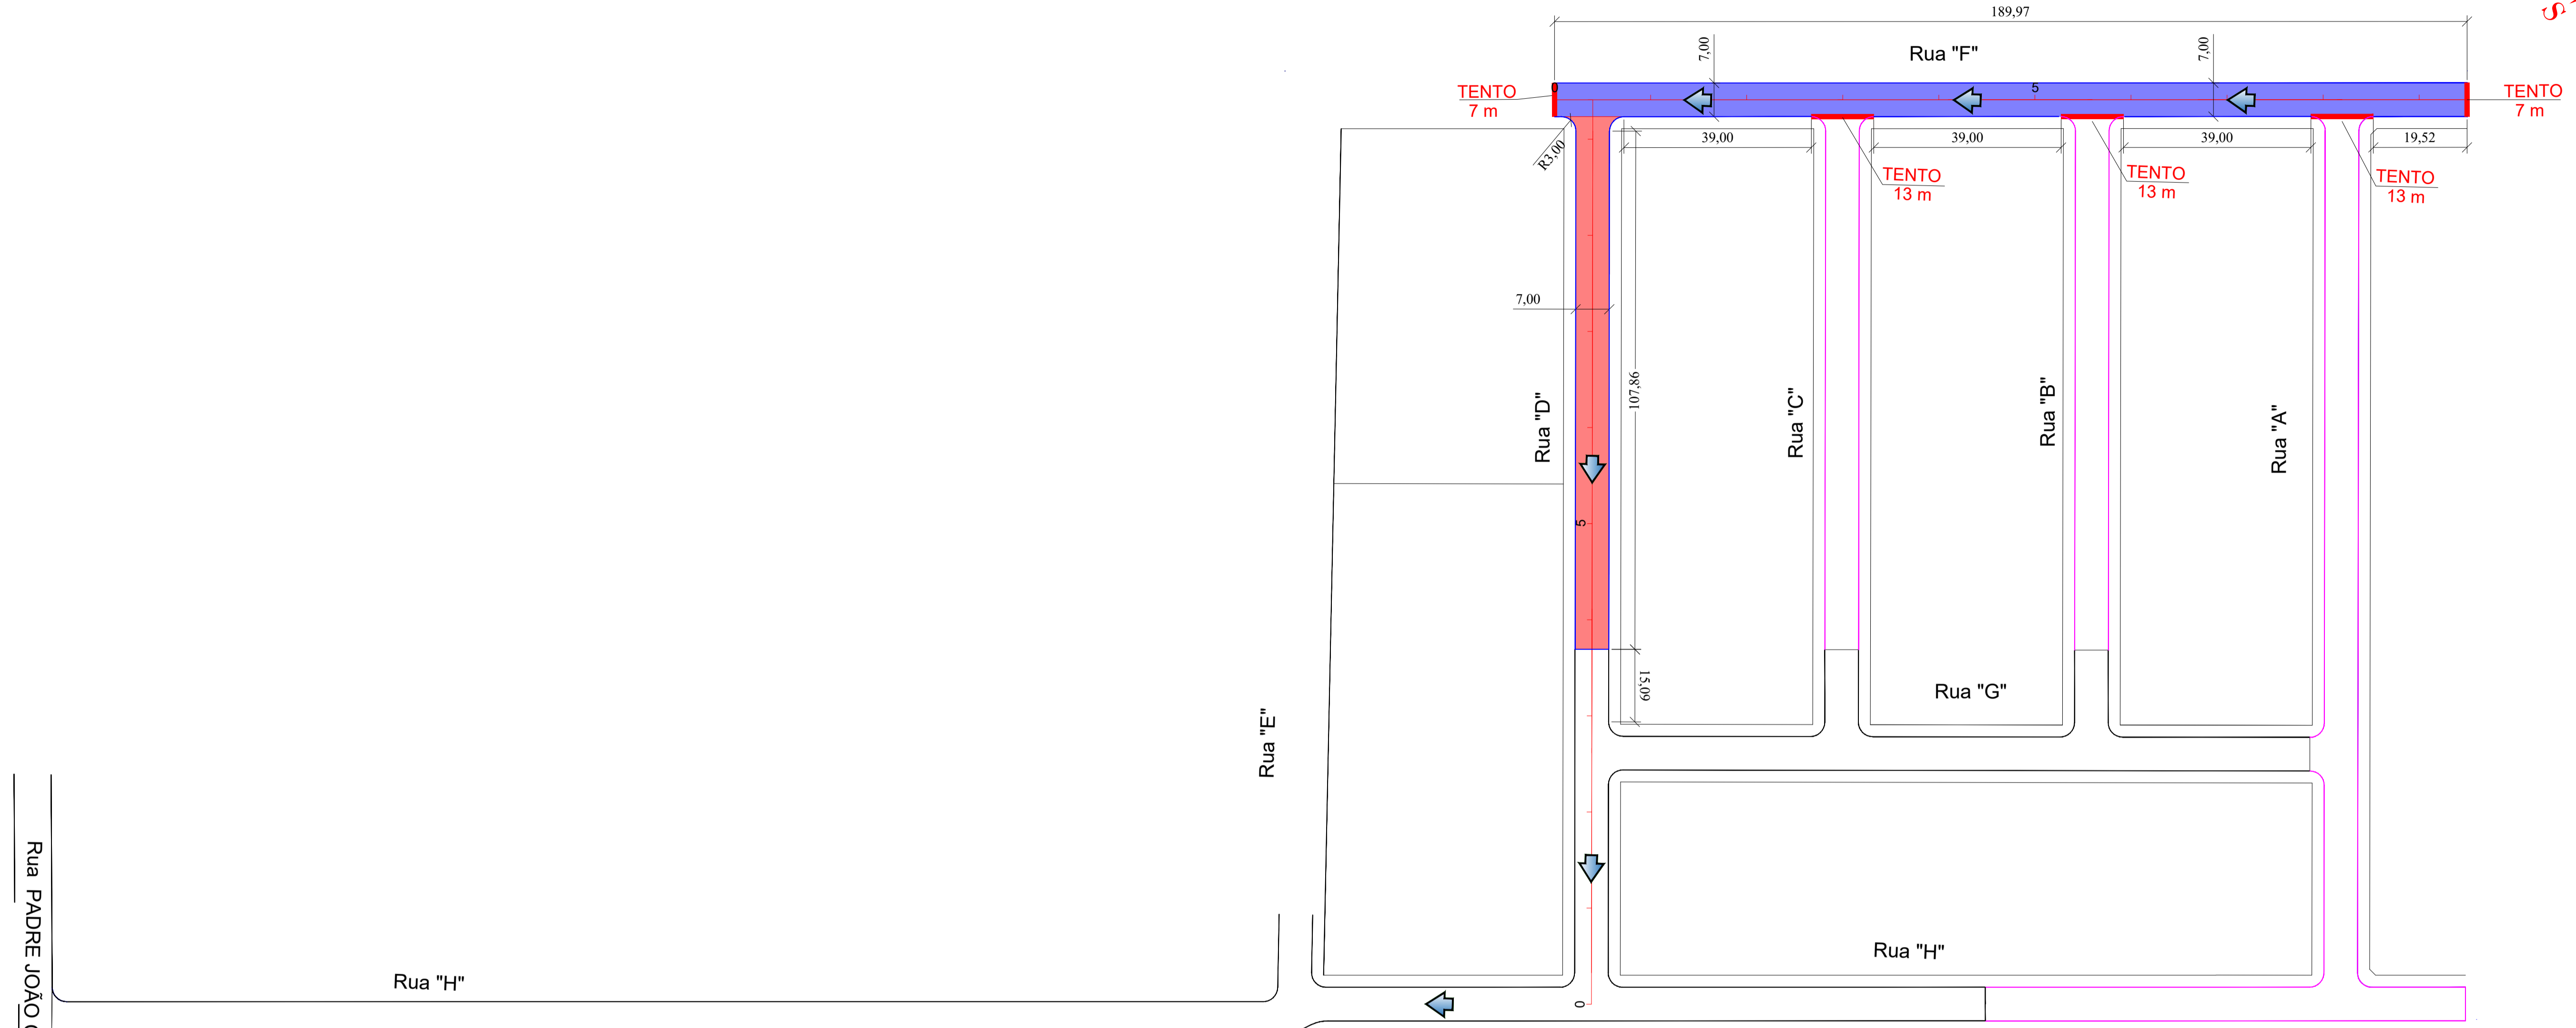 189,97
S
Rua "F"
7,00
7,00
0
5
TENTO
7 m
TENTO
7 m
R3,00
39,00
39,00
39,00
19,52
TENTO
13 m
TENTO
13 m
TENTO
13 m
7,00
107,86
Rua "D"
Rua "C"
Rua "B"
Rua "A"
5
15,09
Rua "G"
Rua "E"
Rua PADRE JOÃO
Rua "H"
Rua "H"
0